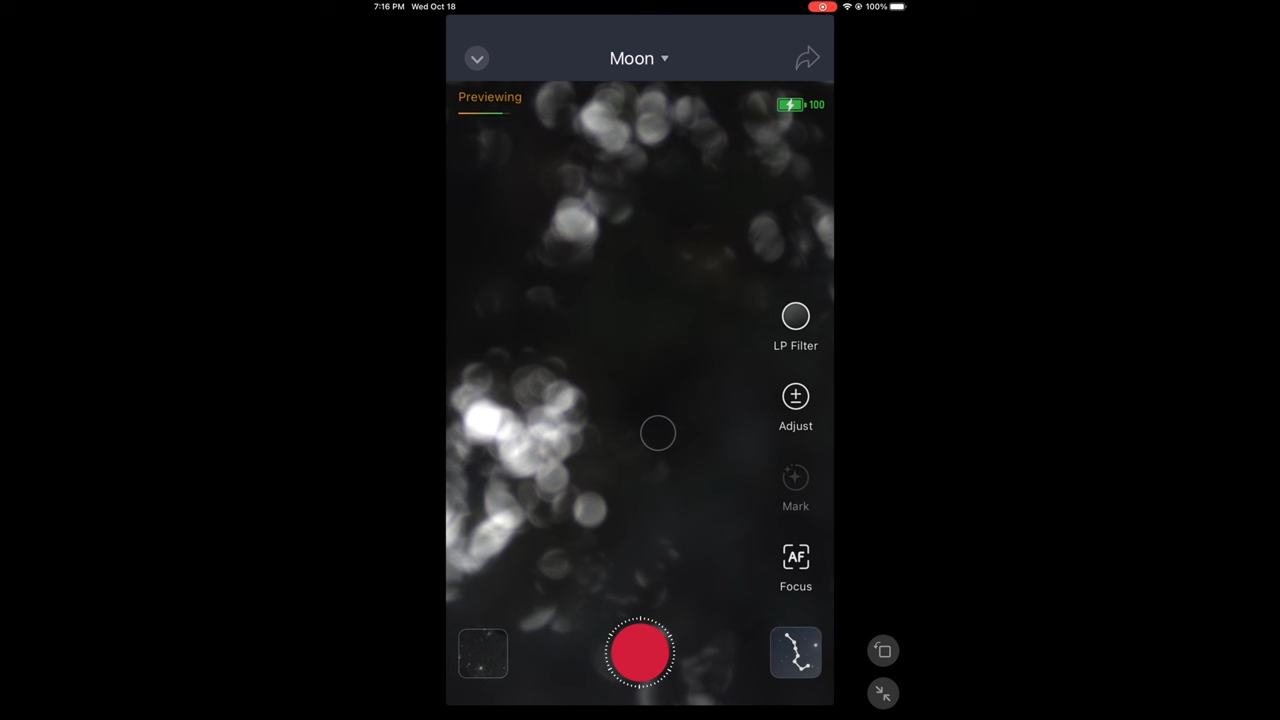 7:16 PM Wed Oct 18
100%
Moon
Previewing
100
LP Filter
Adjust
Mark
AF
Focus